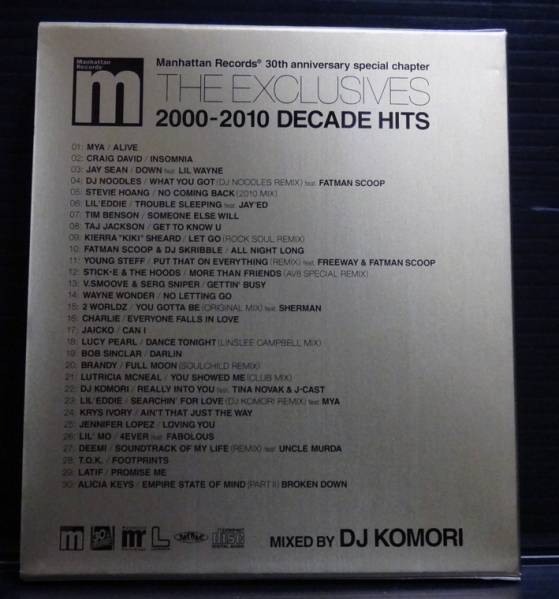 Manhattan
Records
m
Manhattan Records® 30th anniversary special chapter
THE EXCLUSIVES
2000-2010 DECADE HITS
01: MYA / ALIVE
02: CRAIG DAVID / INSOMNIA
03: JAY SEAN / DOWN feat. LIL WAYNE
04: DJ NOODLES / WHAT YOU GOT (DJ NOODLES REMIX) feat. FATMAN SCOOP
05: STEVIE HOANG / NO COMING BACK (2010 MIX)
06: LIL'EDDIE / TROUBLE SLEEPING feat. JAY'ED
07: TIM BENSON / SOMEONE ELSE WILL
08: TAJ JACKSON / GET TO KNOW U
09: KIERRA "KIKI" SHEARD / LET GO (ROCK SOUL REMIX)
10: FATMAN SCOOP & DJ SKRIBBLE / ALL NIGHT LONG
11: YOUNG STEFF / PUT THAT ON EVERYTHING (REMIX) feat. FREEWAY & FATMAN SCOOP
12: STICK·E & THE HOODS / MORE THAN FRIENDS (AV8 SPECIAL REMIX)
13: V.SMOOVE & SERG SNIPER / GETTIN' BUSY
14: WAYNE WONDER / NO LETTING GO
15: 2 WORLDZ / YOU GOTTA BE (ORIGINAL MIX) feat. SHERMAN
16: CHARLIE / EVERYONE FALLS IN LOVE
17: JAICKO / CAN I
18: LUCY PEARL / DANCE TONIGHT (LINSLEE CAMPBELL MIX)
19: BOB SINCLAR / DARLIN
20: BRANDY / FULL MOON (SOULCHILD REMIX)
21: LUTRICIA MCNEAL / YOU SHOWED ME (CLUB MIX)
22: DJ KOMORI / REALLY INTO YOU feat. TINA NOVAK & J-CAST
23: LIL'EDDIE / SEARCHIN' FOR LOVE (DJ KOMORI REMIX) feat. MYA
24: KRYS IVORY / AIN'T THAT JUST THE WAY
25: JENNIFER LOPEZ / LOVING YOU
26: LIL' MO / 4EVER feat. FABOLOUS
27: DEEMI / SOUNDTRACK OF MY LIFE (REMIX) feat. UNCLE MURDA
28: T.O.K. / FOOTPRINTS
29: LATIF / PROMISE ME
30: ALICIA KEYS / EMPIRE STATE OF MIND (PART II) BROKEN DOWN
m mr L COMPACT disc DIGITAL AUDIO MIXED BY DJ KOMORI